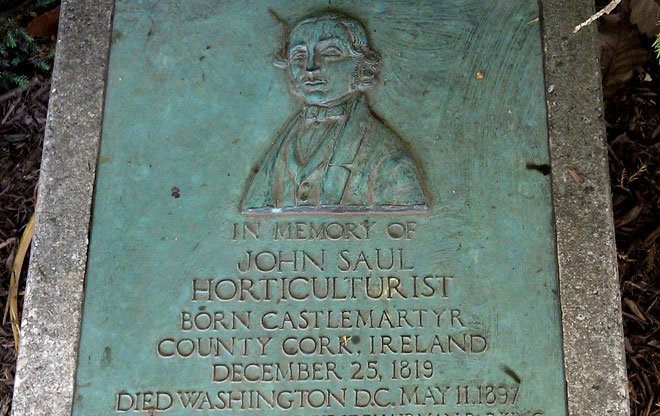 IN MEMORY OF
JOHN SAUL
HORTICULTURIST
BORN CASTLEMARTYR
COUNTY CORK, IRELAND
DECEMBER 25, 1819
DIED WASHINGTON D.C. MAY 11, 1897